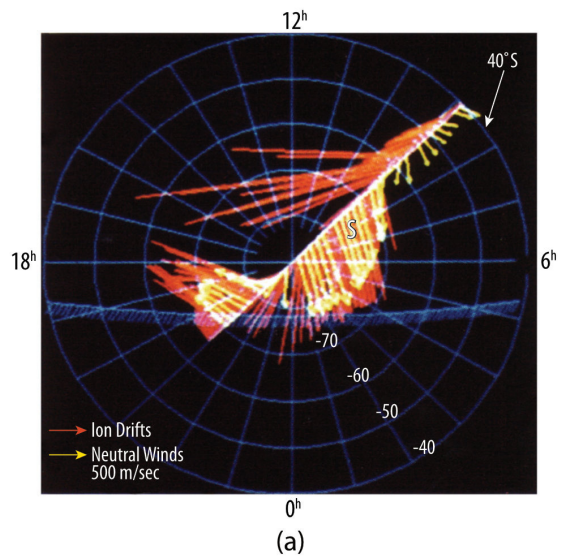 12h
40°S
S
18h
6h
-70
-60
-50
-40
Ion Drifts
Neutral Winds
500 m/sec
0h
(a)